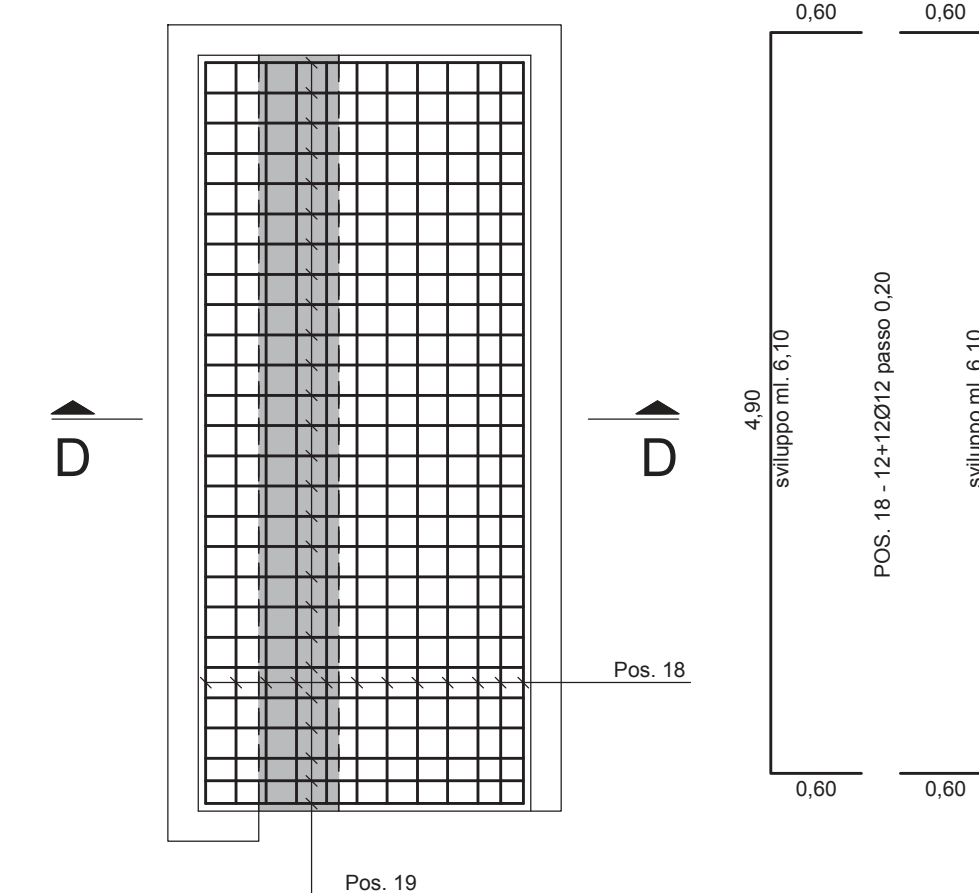 0,60
0,60
D
D
4,90
sviluppo ml. 6,10
POS. 18 - 12+12Ø12 passo 0,20
sviluppo ml. 6,10
Pos. 18
0,60
0,60
Pos. 19